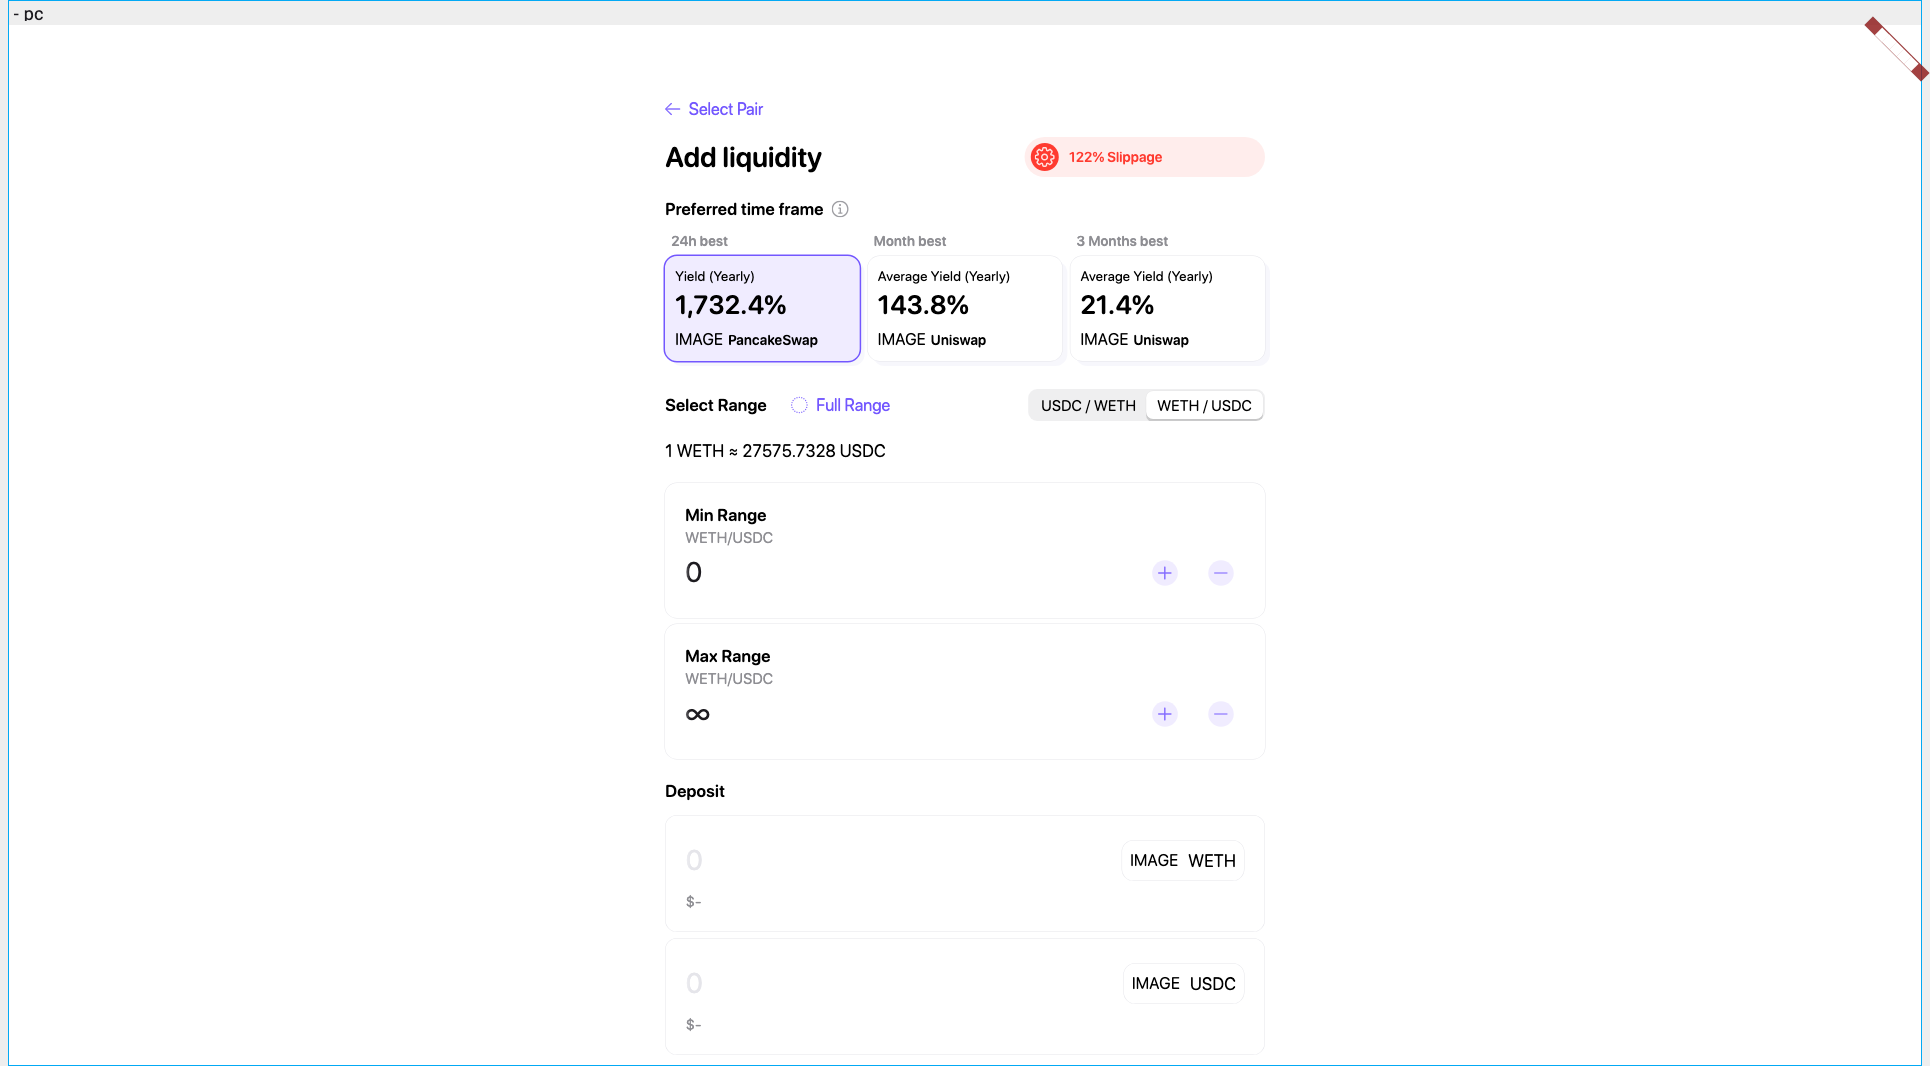 - pc
Select Pair
Add liquidity
122% Slippage
Preferred time frame
24h best
Month best
3 Months best
Yield (Yearly)
1,732.4%
IMAGE PancakeSwap
Average Yield (Yearly)
143.8%
IMAGE Uniswap
Average Yield (Yearly)
21.4%
IMAGE Uniswap
Select Range
Full Range
USDC / WETH
WETH / USDC
1 WETH ≈ 27575.7328 USDC
Min Range
WETH/USDC
0
Max Range
WETH/USDC
∞
Deposit
0
IMAGE WETH
$-
0
IMAGE USDC
$-